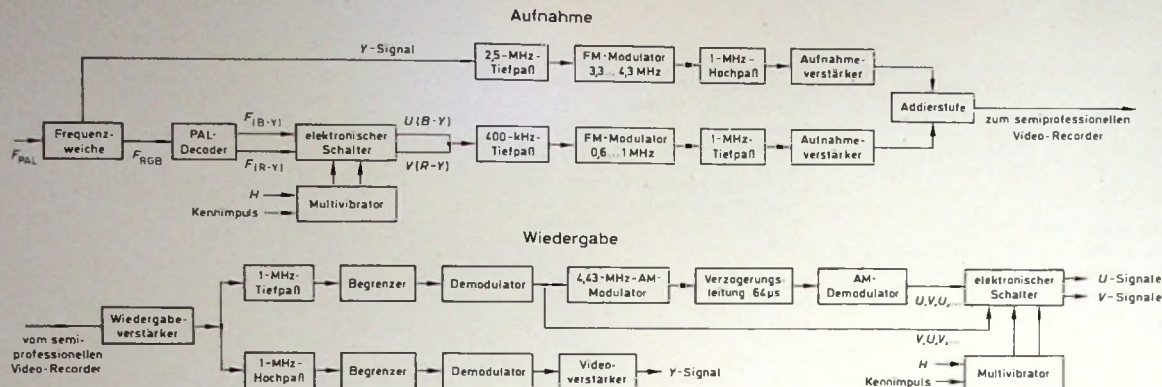 Aufnahme
Y-Signal
2,5-MHz-
Tiefpaß
FM-Modulator
3,3...4,3 MHz
1-MHz-
Hochpaß
Aufnahme-
verstärker
F_PAL
Frequenz-
weiche
F_RGB
PAL-
Decoder
F_(B-Y)
F_(R-Y)
elektronischer
Schalter
U(B-Y)
V(R-Y)
400-kHz-
Tiefpaß
FM-Modulator
0,6...1 MHz
1-MHz-
Tiefpaß
Aufnahme-
verstärker
Addierstufe
zum semiprofessionellen
Video-Recorder
H
Kennimpuls
Multivibrator
Wiedergabe
vom semi-
professionellen
Video-Recorder
Wiedergabe-
verstärker
1-MHz-
Tiefpaß
Begrenzer
Demodulator
4,43-MHz-AM-
Modulator
Verzogerungs-
leitung 64µs
AM-
Demodulator
U,V,U,...
V,U,V,...
elektronischer
Schalter
U-Signale
V-Signale
1-MHz-
Hochpaß
Begrenzer
Demodulator
Video-
verstärker
Y-Signal
H
Kennimpuls
Multivibrator